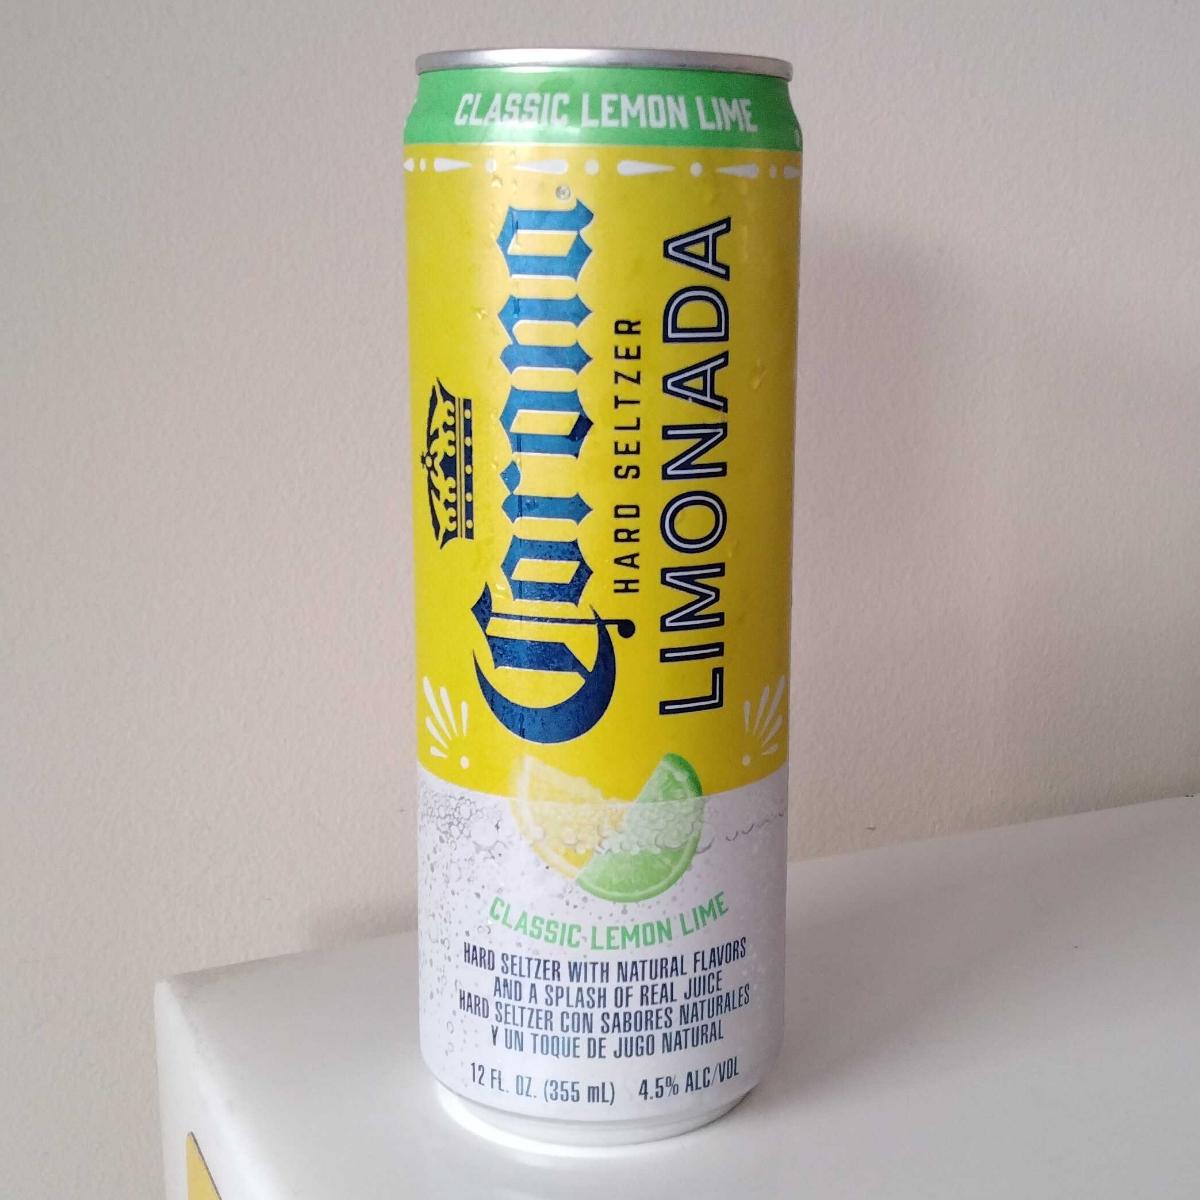 CLASSIC LEMON LIME
Corona®
HARD SELTZER
LIMONADA
CLASSIC LEMON LIME
HARD SELTZER WITH NATURAL FLAVORS
AND A SPLASH OF REAL JUICE
HARD SELTZER CON SABORES NATURALES
Y UN TOQUE DE JUGO NATURAL
12 FL. OZ. (355 mL) 4.5% ALC/VOL